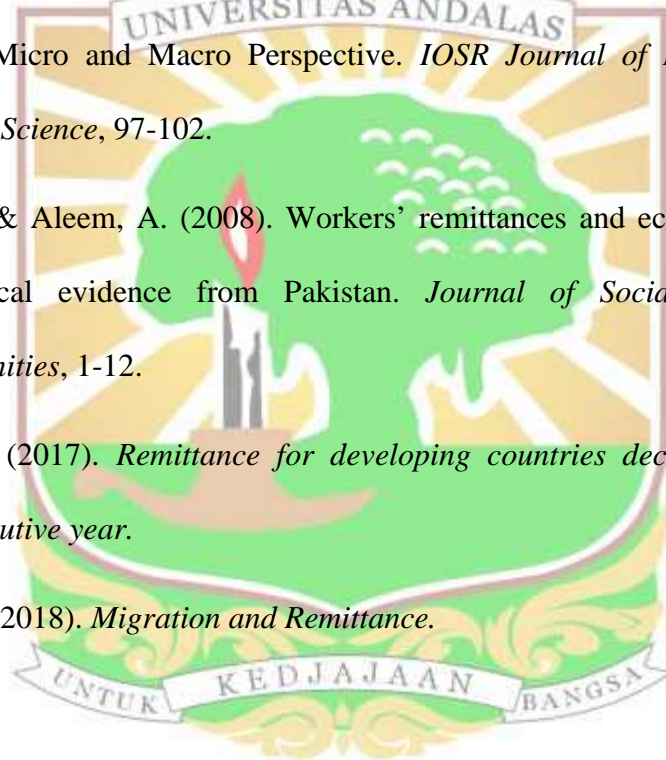 UNIVERSITAS ANDALAS
Micro and Macro Perspective. IOSR Journal of
Science, 97-102.
& Aleem, A. (2008). Workers’ remittances and ec
cal evidence from Pakistan. Journal of Socia
nities, 1-12.
(2017). Remittance for developing countries dec
utive year.
2018). Migration and Remittance.
UNTUK KEDJAJAAN BANGSA